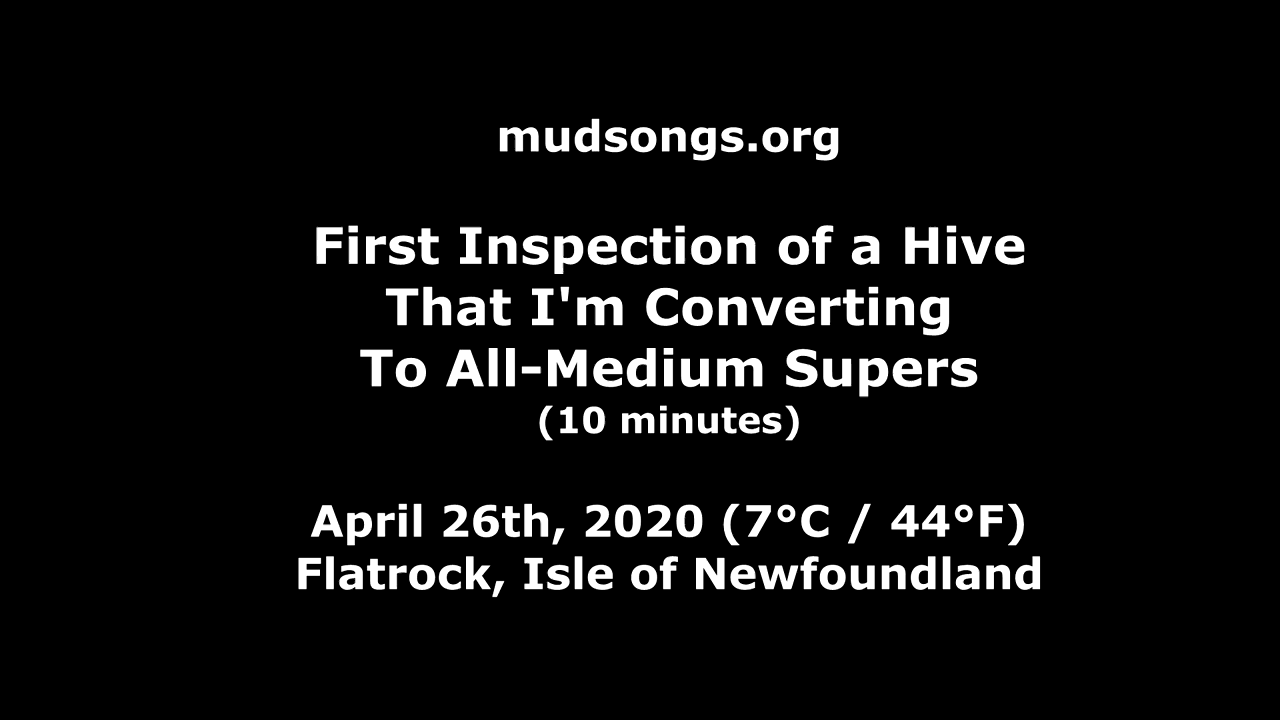 mudsongs.org
First Inspection of a Hive
That I'm Converting
To All-Medium Supers
(10 minutes)
April 26th, 2020 (7°C / 44°F)
Flatrock, Isle of Newfoundland